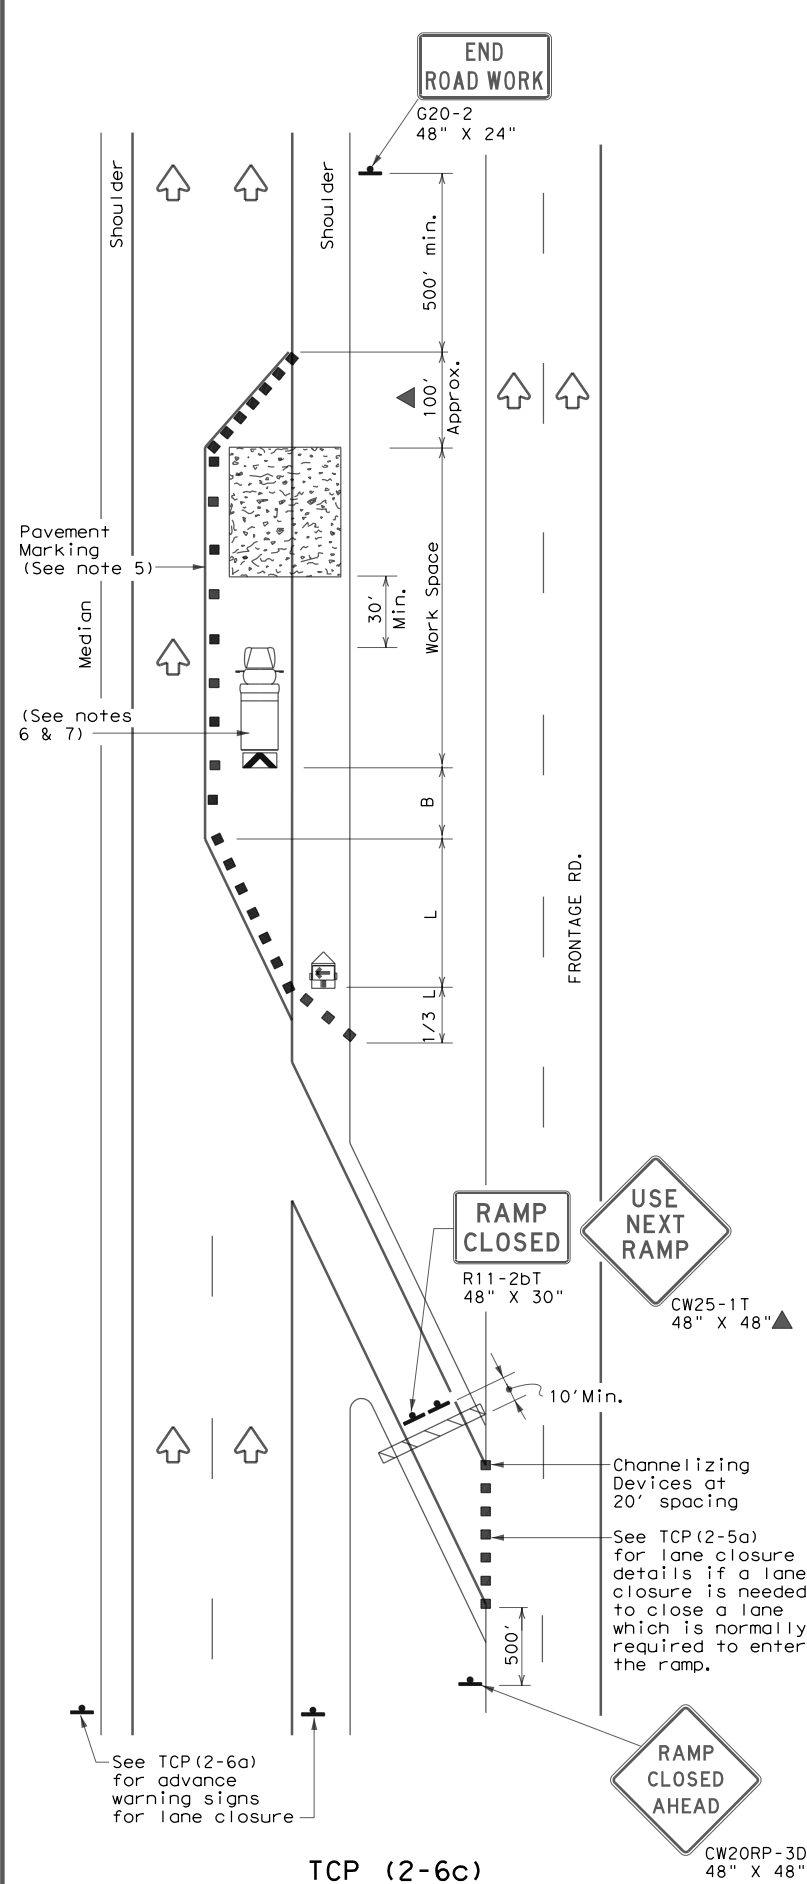 END
ROAD WORK
G20-2
48" X 24"
Shoulder
Shoulder
500' min.
100'
Approx.
Pavement
Marking
(See note 5)
30'
Min.
Work Space
Median
(See notes
6 & 7)
B
L
FRONTAGE RD.
1/3 L
RAMP
CLOSED
R11-2bT
48" X 30"
USE
NEXT
RAMP
CW25-1T
48" X 48"
10'Min.
Channelizing
Devices at
20' spacing
See TCP(2-5a)
for lane closure
details if a lane
closure is needed
to close a lane
which is normally
required to enter
the ramp.
500'
See TCP(2-6a)
for advance
warning signs
for lane closure
RAMP
CLOSED
AHEAD
CW20RP-3D
48" X 48"
TCP (2-6c)